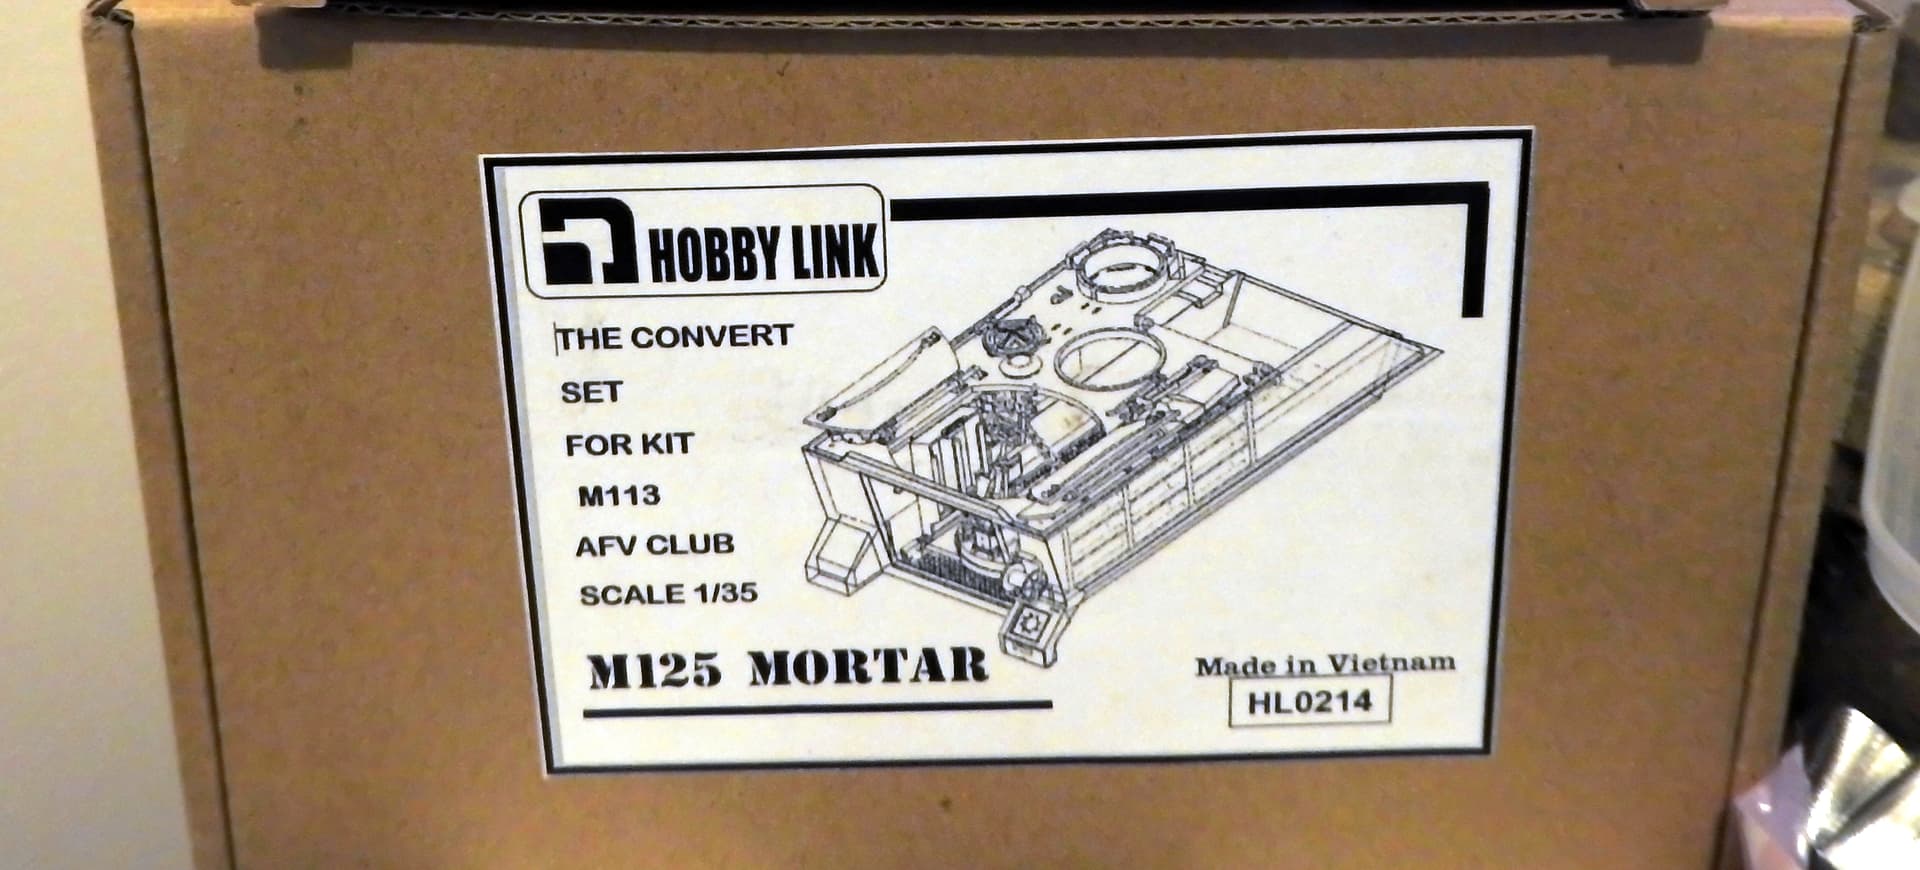 HOBBY LINK
THE CONVERT
SET
FOR KIT
M113
AFV CLUB
SCALE 1/35
M125 MORTAR
Made in Vietnam
HL0214